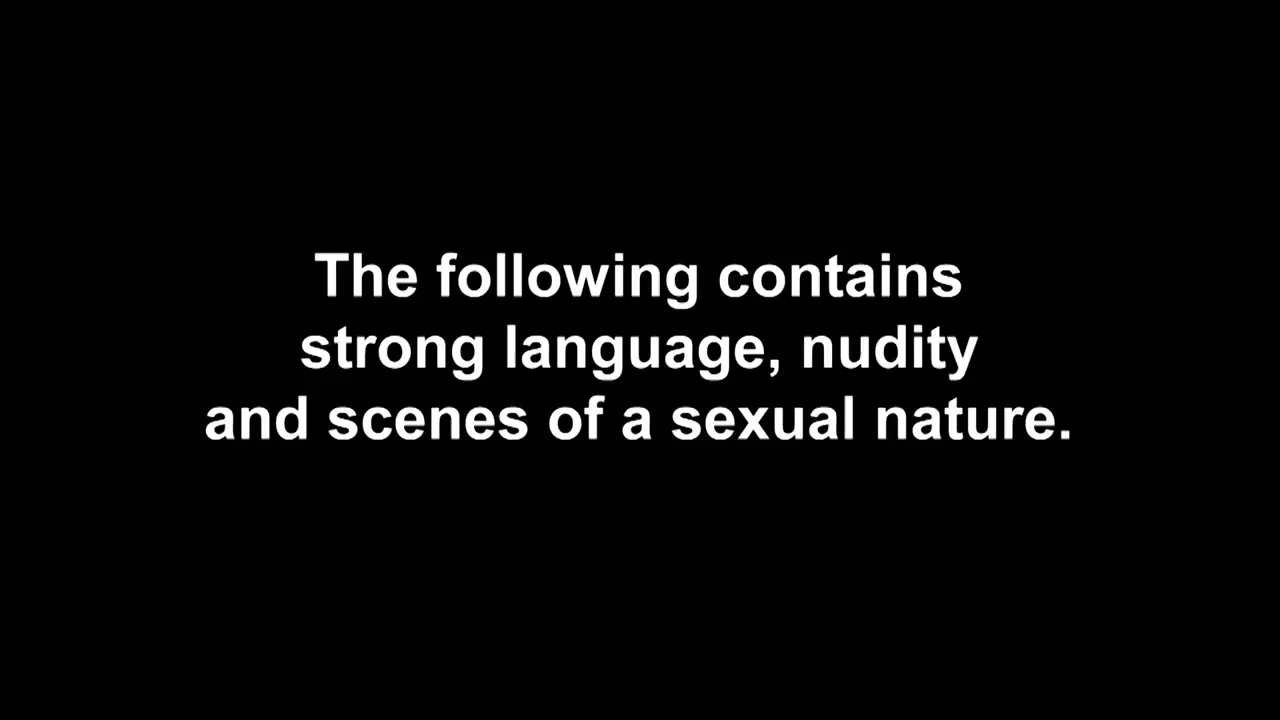 The following contains
strong language, nudity
and scenes of a sexual nature.